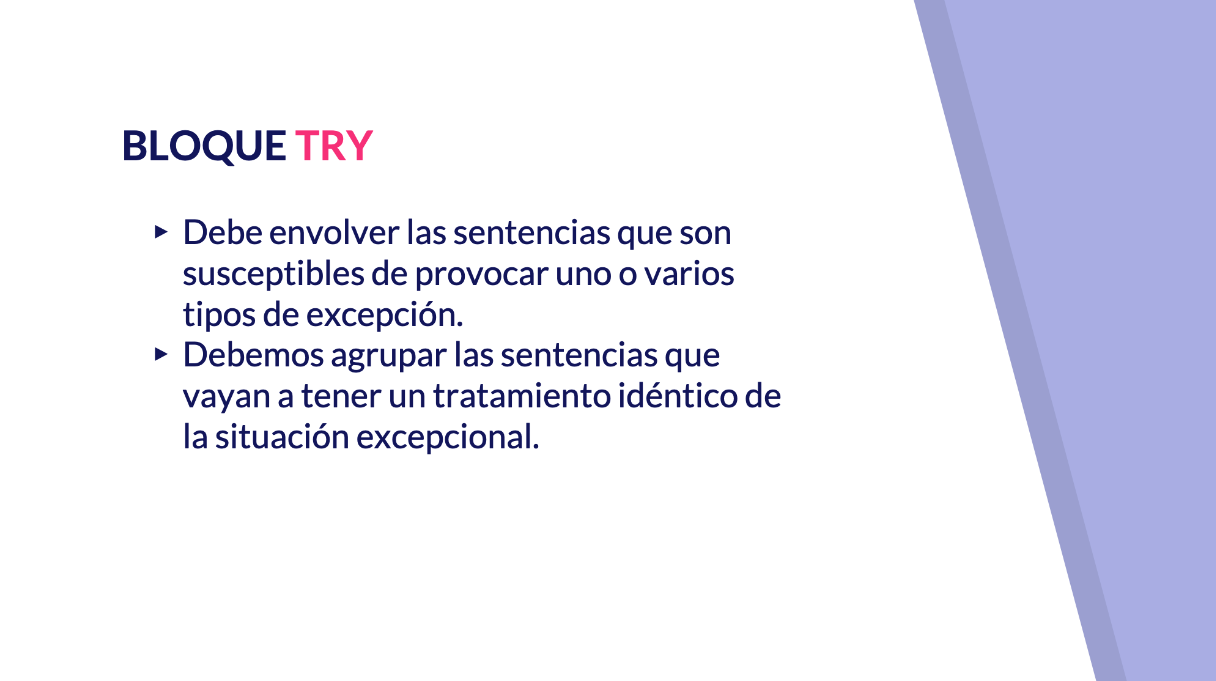 BLOQUE TRY
▸ Debe envolver las sentencias que son
susceptibles de provocar uno o varios
tipos de excepción.
▸ Debemos agrupar las sentencias que
vayan a tener un tratamiento idéntico de
la situación excepcional.